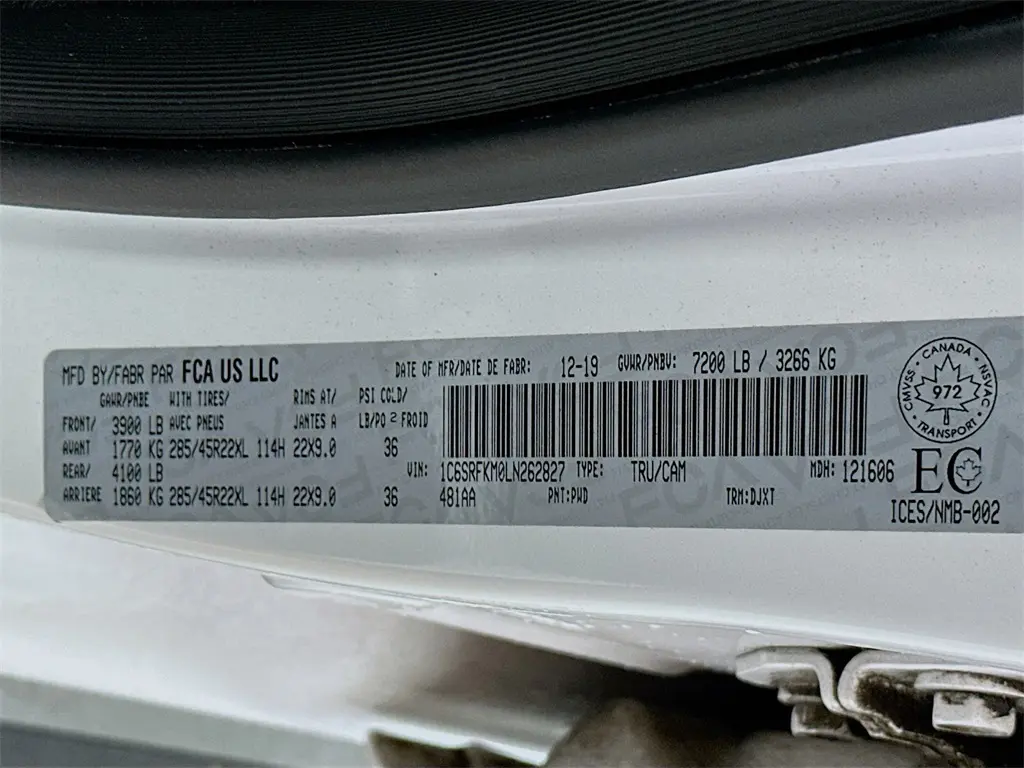 MFD BY/FABR PAR FCA US LLC
DATE OF MFR/DATE DE FABR: 12-19 GVWR/PNBV: 7200 LB / 3266 KG
GAWR/PNBE WITH TIRES/ RIMS AT/ PSI COLD/
FRONT/ 3900 LB AVEC PNEUS JANTES A LB/PO 2 FROID
AVANT 1770 KG 285/45R22XL 114H 22X9.0 36
REAR/ 4100 LB
ARRIERE 1860 KG 285/45R22XL 114H 22X9.0 36
VIN: 1C6SRFKM0LN262827 TYPE: TRU/CAM MDH: 121606
481AA PNT:PWD TRM:DJXT
CANADA
CMVSS 972 NSVAC
TRANSPORT
EC
ICES/NMB-002